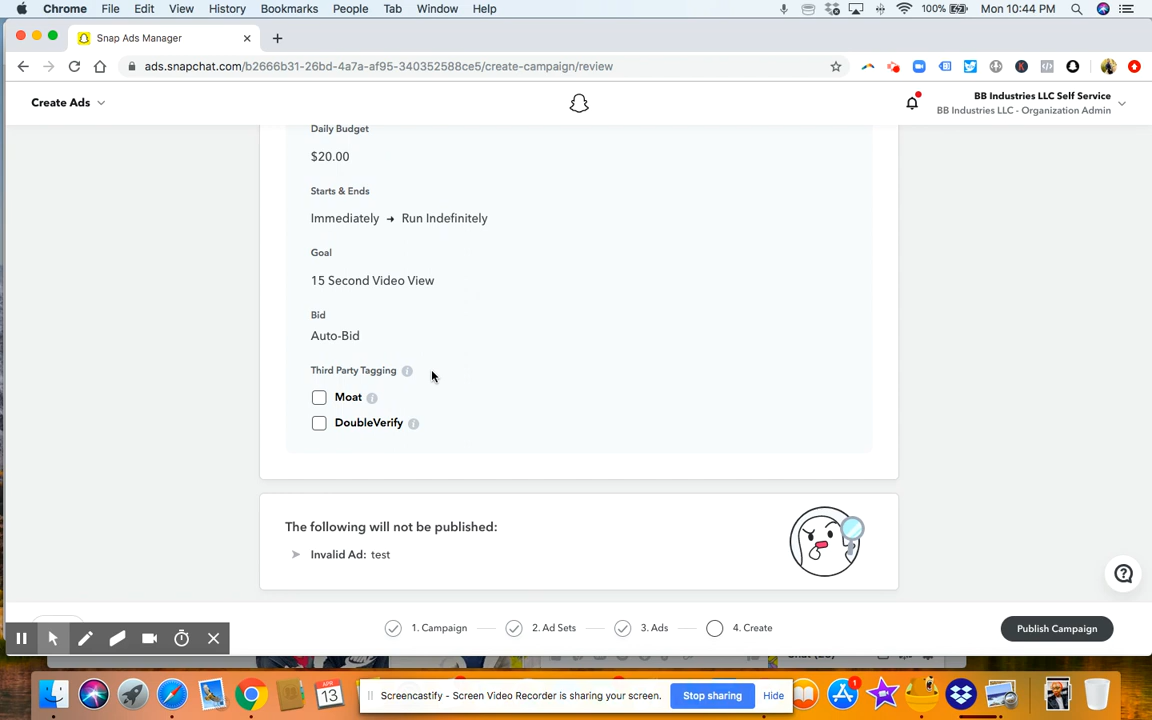 Chrome File Edit View History Bookmarks People Tab Window Help 100% Mon 10:44 PM
Snap Ads Manager
ads.snapchat.com/b2666b31-26bd-4a7a-af95-340352588ce5/create-campaign/review
Create Ads
BB Industries LLC Self Service
BB Industries LLC - Organization Admin
Daily Budget
$20.00
Starts & Ends
Immediately → Run Indefinitely
Goal
15 Second Video View
Bid
Auto-Bid
Third Party Tagging
Moat
DoubleVerify
The following will not be published:
Invalid Ad: test
1. Campaign 2. Ad Sets 3. Ads 4. Create
Publish Campaign
APR
13
Screencastify - Screen Video Recorder is sharing your screen. Stop sharing Hide
1